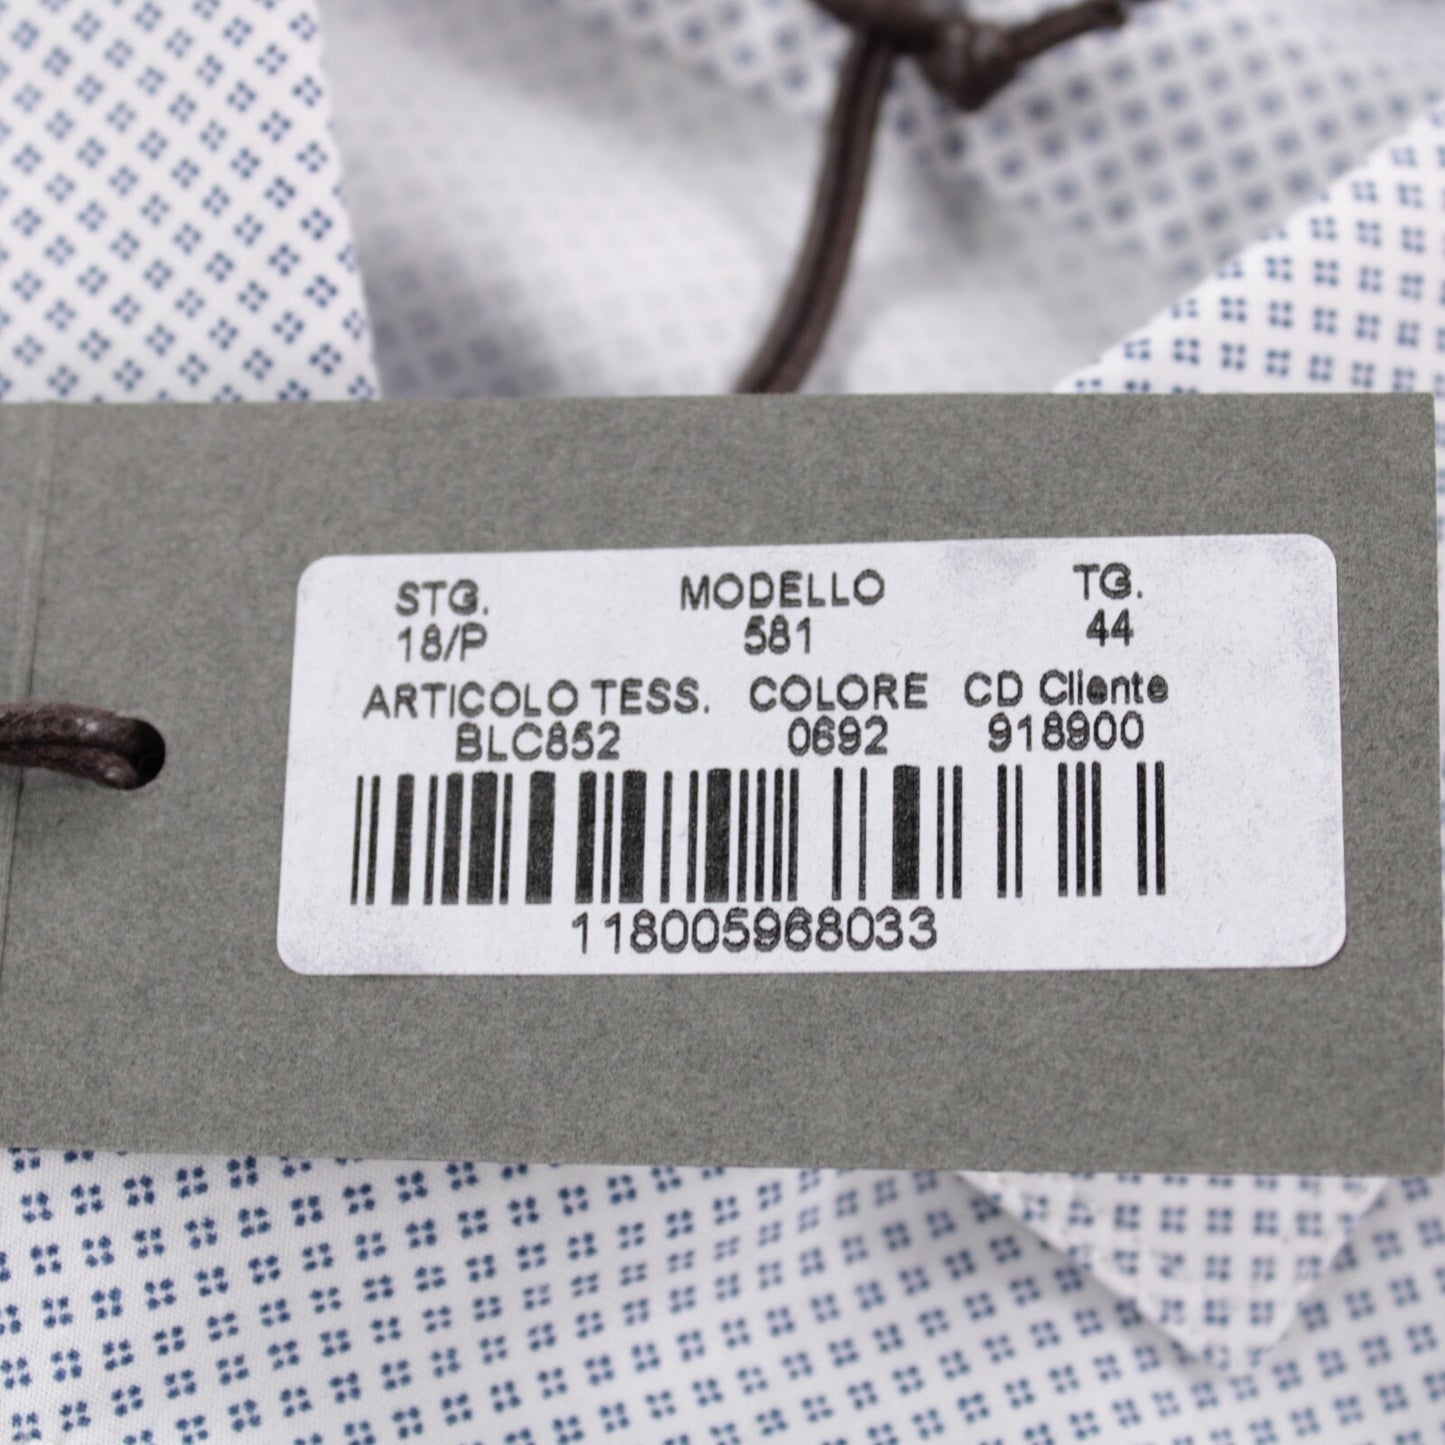 STG. MODELLO TG.
18/P 581 44
ARTICOLO TESS. COLORE CD Cliente
BLC852 0692 918900
118005968033